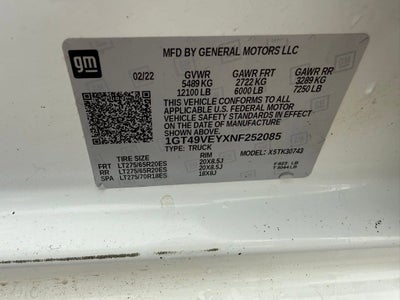 gm
MFD BY GENERAL MOTORS LLC
02/22 GVWR GAWR FRT GAWR RR
5489 KG 2722 KG 3289 KG
12100 LB 6000 LB 7250 LB
THIS VEHICLE CONFORMS TO ALL APPLICABLE
U.S. FEDERAL MOTOR VEHICLE SAFETY
STANDARDS IN EFFECT ON THE DATE OF
MANUFACTURE SHOWN ABOVE.
1GT49VEYXNF252085
TYPE: TRUCK MODEL: X5TK30743
TIRE SIZE RIM
FRT LT275/65R20ES 20X8.5J
RR LT275/65R20ES 20X8.5J
SPA LT275/70R18ES 18X8J